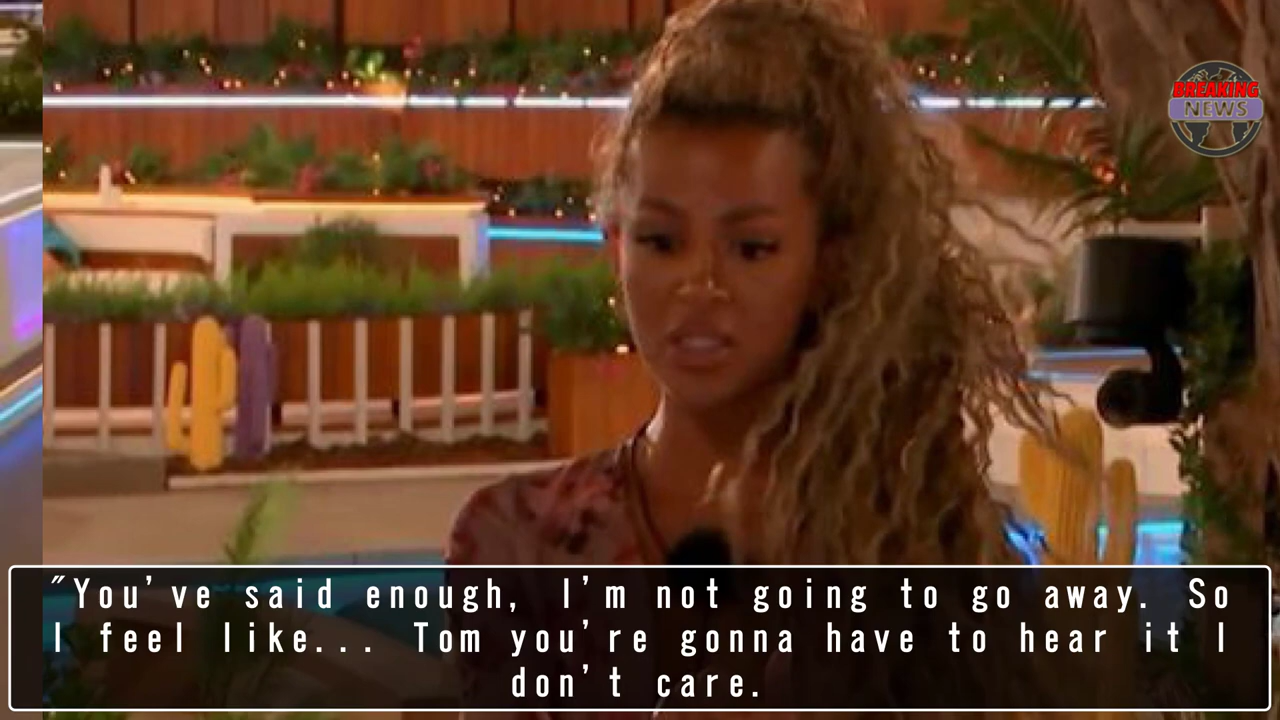 BREAKING
NEWS
"You've said enough, I'm not going to go away. So
I feel like... Tom you're gonna have to hear it I
don't care.